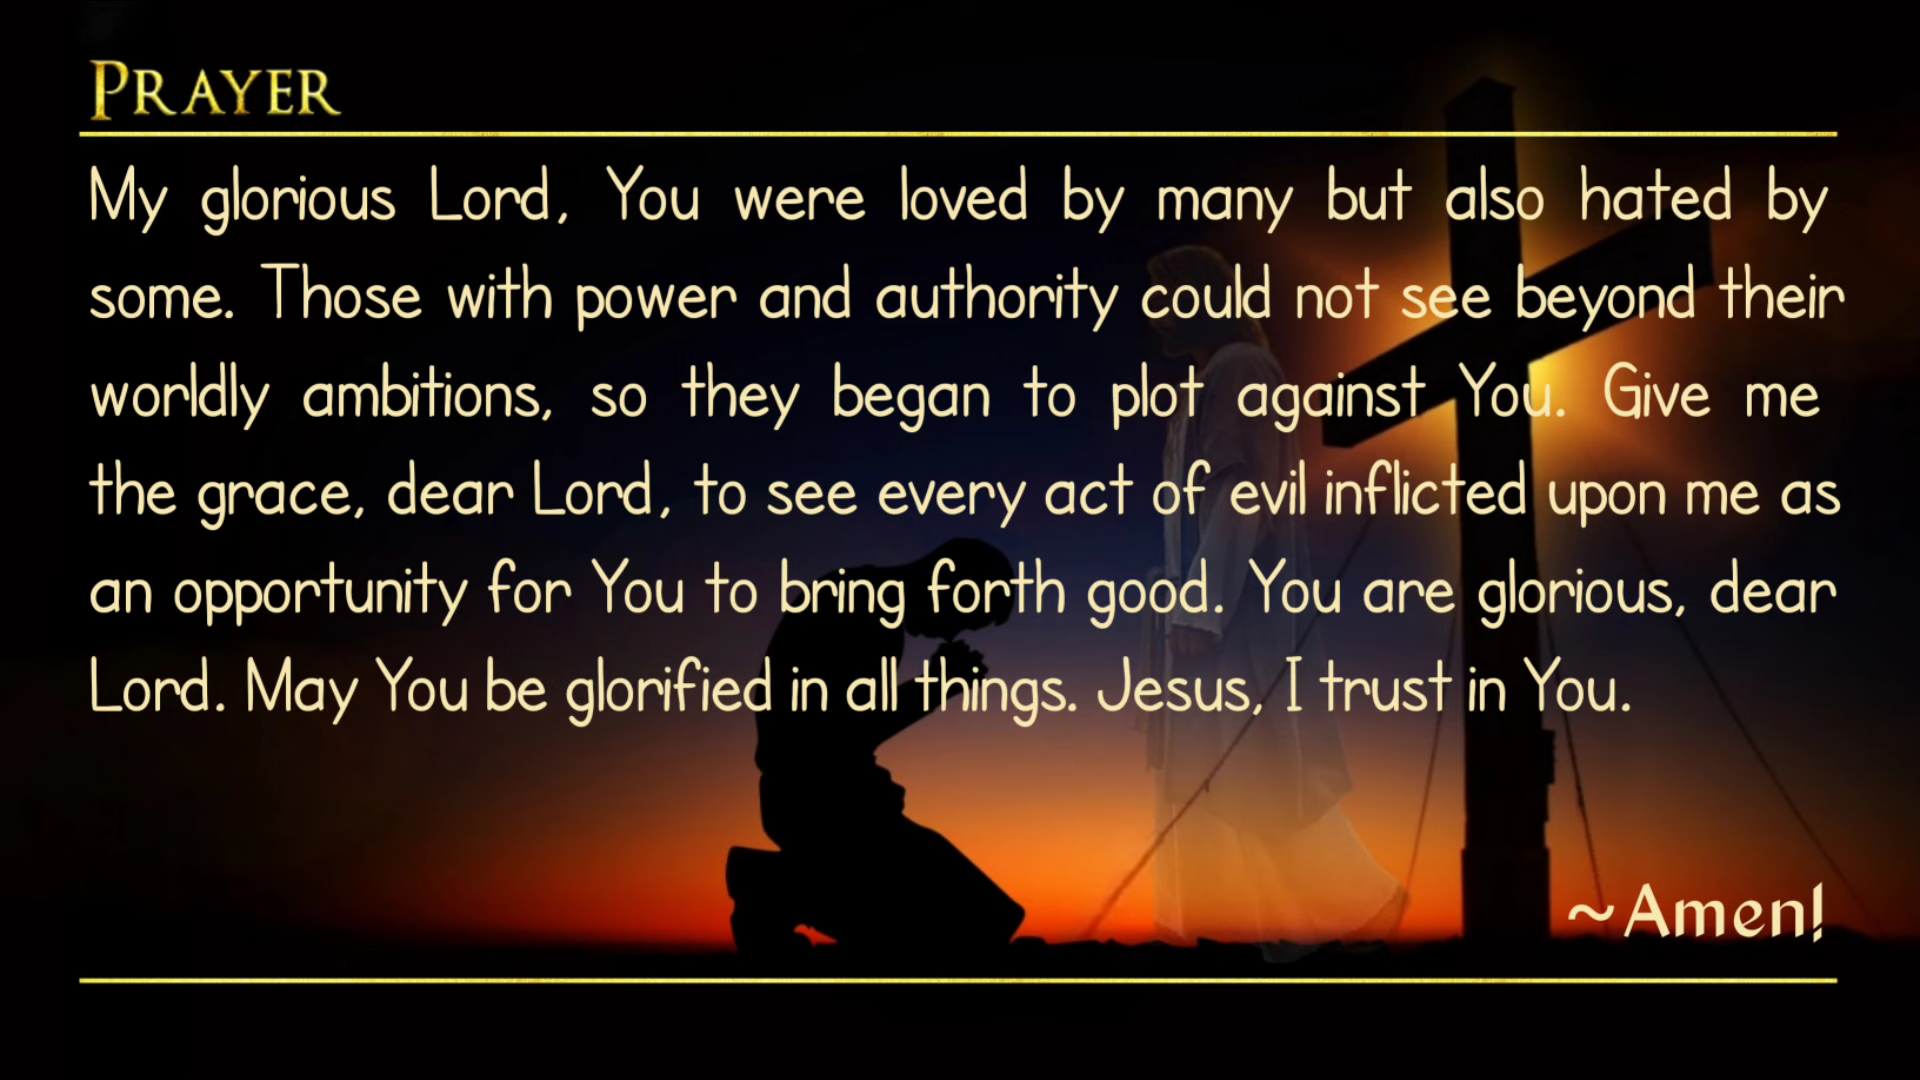 PRAYER
My glorious Lord, You were loved by many but also hated by
some. Those with power and authority could not see beyond their
worldly ambitions, so they began to plot against You. Give me
the grace, dear Lord, to see every act of evil inflicted upon me as
an opportunity for You to bring forth good. You are glorious, dear
Lord. May You be glorified in all things. Jesus, I trust in You.
~Amen!